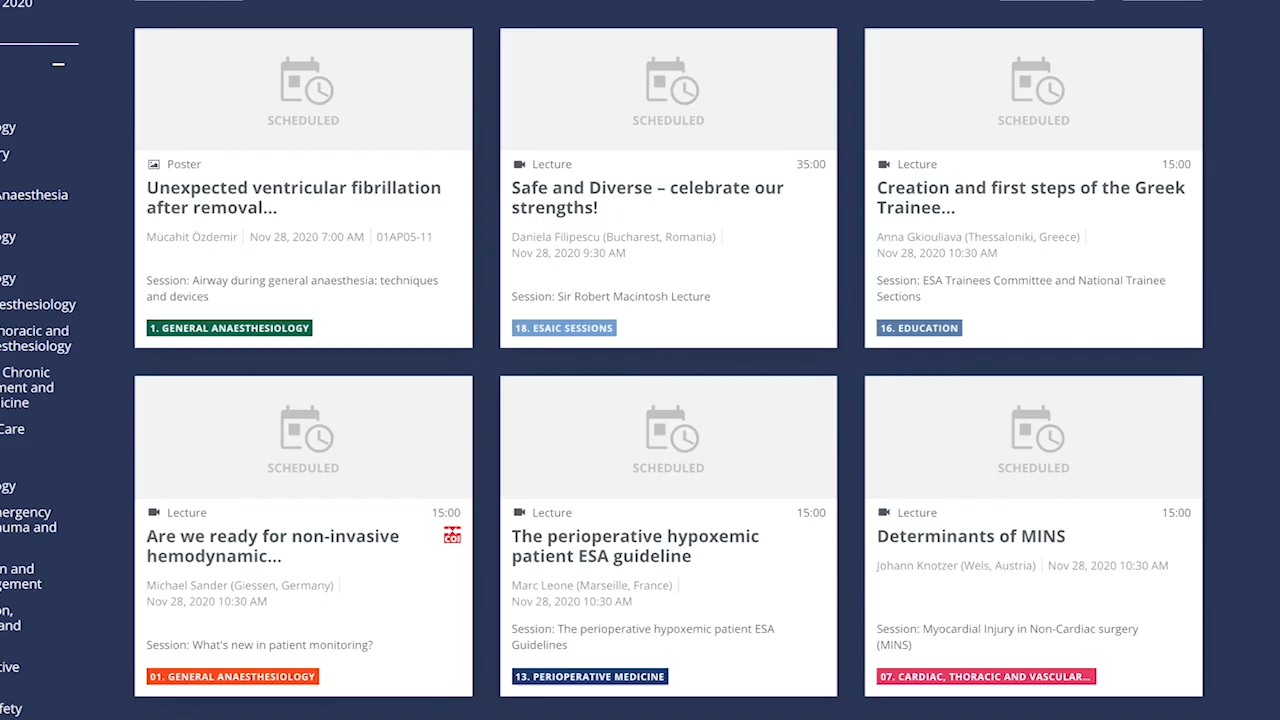 2020
ogy
ry
Anaesthesia
ogy
ogy
esthesiology
horacic and
esthesiology
Chronic
ment and
icine
Care
ogy
mergency
auma and
n and
gement
on,
and
tive
fety
SCHEDULED
Poster
Unexpected ventricular fibrillation
after removal...
Mücahit Özdemir Nov 28, 2020 7:00 AM 01AP05-11
Session: Airway during general anaesthesia: techniques
and devices
1. GENERAL ANAESTHESIOLOGY
SCHEDULED
Lecture 35:00
Safe and Diverse – celebrate our
strengths!
Daniela Filipescu (Bucharest, Romania)
Nov 28, 2020 9:30 AM
Session: Sir Robert Macintosh Lecture
18. ESAIC SESSIONS
SCHEDULED
Lecture 15:00
Creation and first steps of the Greek
Trainee...
Anna Gkiouliava (Thessaloniki, Greece)
Nov 28, 2020 10:30 AM
Session: ESA Trainees Committee and National Trainee
Sections
16. EDUCATION
SCHEDULED
Lecture 15:00
Are we ready for non-invasive
hemodynamic...
COI
Michael Sander (Giessen, Germany)
Nov 28, 2020 10:30 AM
Session: What's new in patient monitoring?
01. GENERAL ANAESTHESIOLOGY
SCHEDULED
Lecture 15:00
The perioperative hypoxemic
patient ESA guideline
Marc Leone (Marseille, France)
Nov 28, 2020 10:30 AM
Session: The perioperative hypoxemic patient ESA
Guidelines
13. PERIOPERATIVE MEDICINE
SCHEDULED
Lecture 15:00
Determinants of MINS
Johann Knotzer (Wels, Austria) Nov 28, 2020 10:30 AM
Session: Myocardial Injury in Non-Cardiac surgery
(MINS)
07. CARDIAC, THORACIC AND VASCULAR...